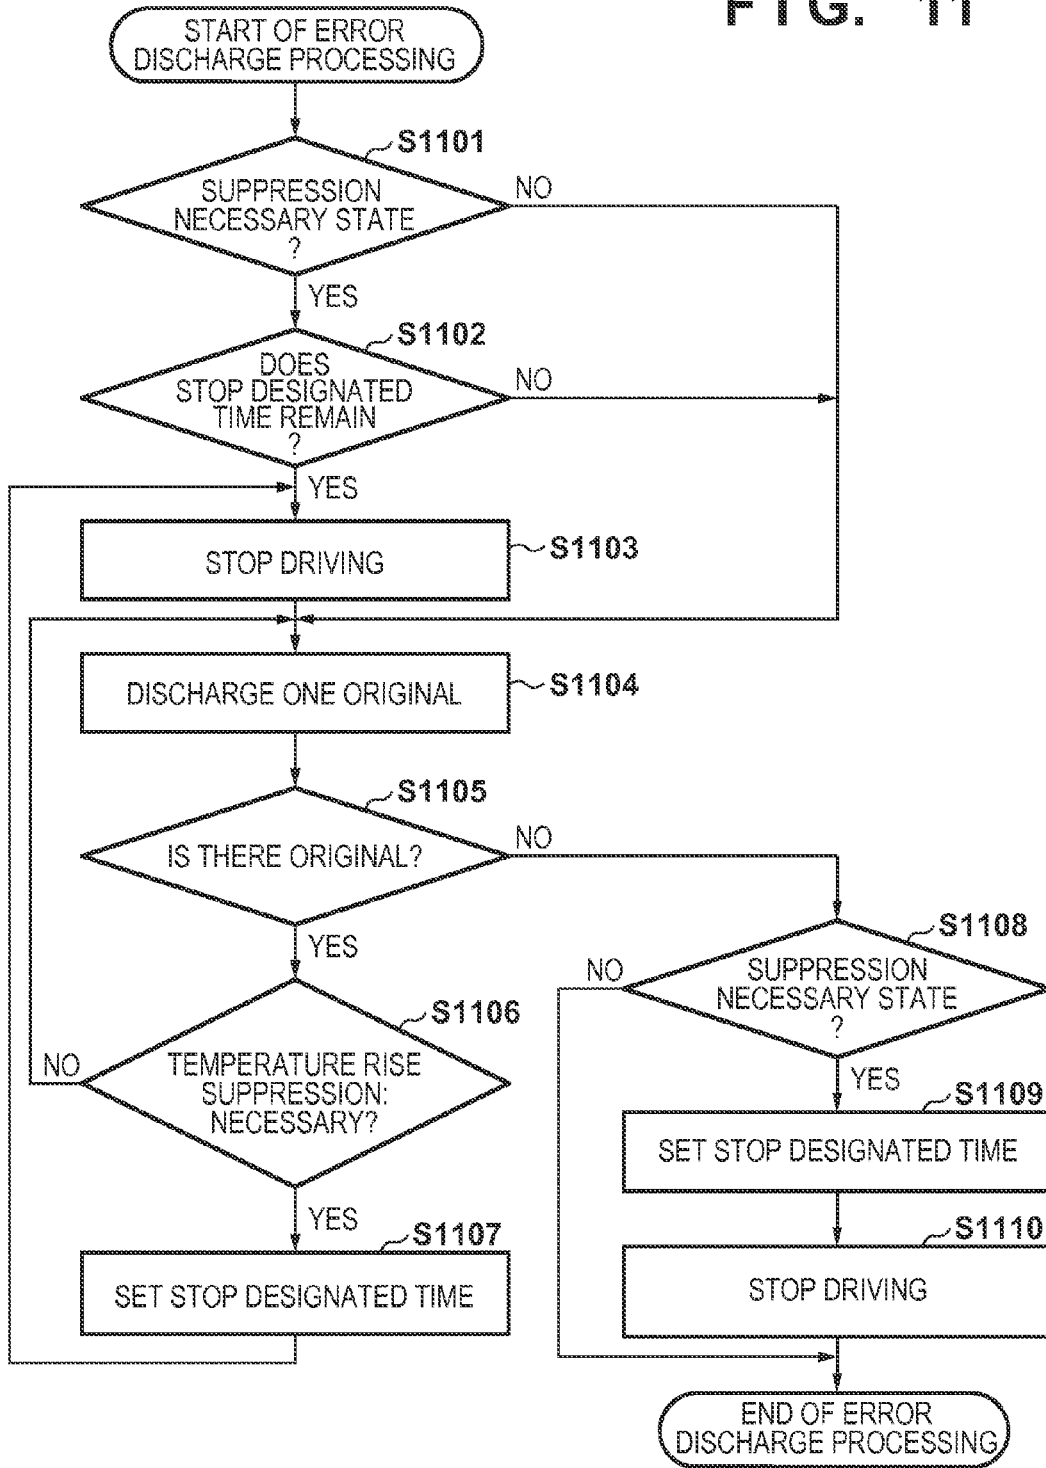 FIG. 11
START OF ERROR
DISCHARGE PROCESSING
S1101
SUPPRESSION
NECESSARY STATE
?
NO
YES
S1102
DOES
STOP DESIGNATED
TIME REMAIN
?
NO
YES
STOP DRIVING
S1103
DISCHARGE ONE ORIGINAL
S1104
S1105
IS THERE ORIGINAL?
NO
YES
S1106
TEMPERATURE RISE
SUPPRESSION:
NECESSARY?
NO
YES
S1107
SET STOP DESIGNATED TIME
S1108
SUPPRESSION
NECESSARY STATE
?
NO
YES
S1109
SET STOP DESIGNATED TIME
S1110
STOP DRIVING
END OF ERROR
DISCHARGE PROCESSING